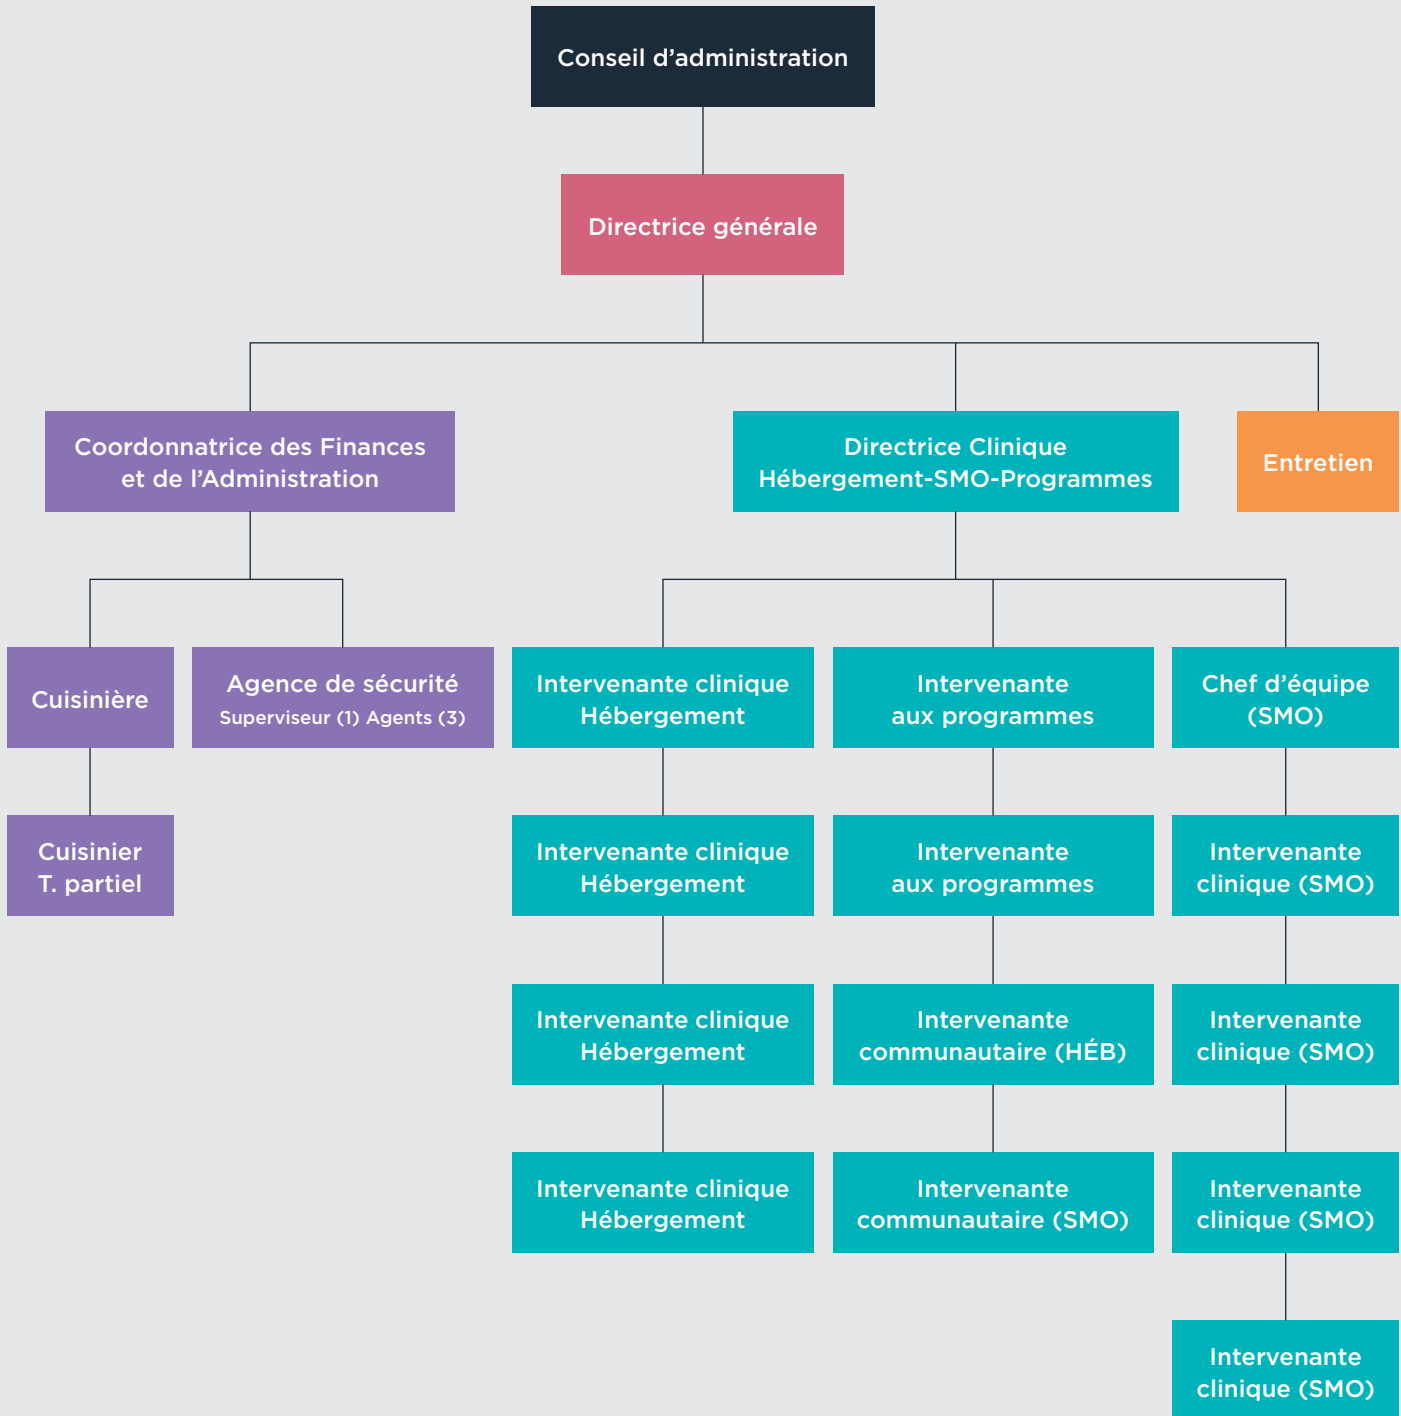 Conseil d’administration
Directrice générale
Coordonnatrice des Finances
et de l’Administration
Directrice Clinique
Hébergement-SMO-Programmes
Entretien
Cuisinière
Agence de sécurité
Superviseur (1) Agents (3)
Intervenante clinique
Hébergement
Intervenante
aux programmes
Chef d’équipe
(SMO)
Cuisinier
T. partiel
Intervenante clinique
Hébergement
Intervenante
aux programmes
Intervenante
clinique (SMO)
Intervenante clinique
Hébergement
Intervenante
communautaire (HÉB)
Intervenante
clinique (SMO)
Intervenante clinique
Hébergement
Intervenante
communautaire (SMO)
Intervenante
clinique (SMO)
Intervenante
clinique (SMO)